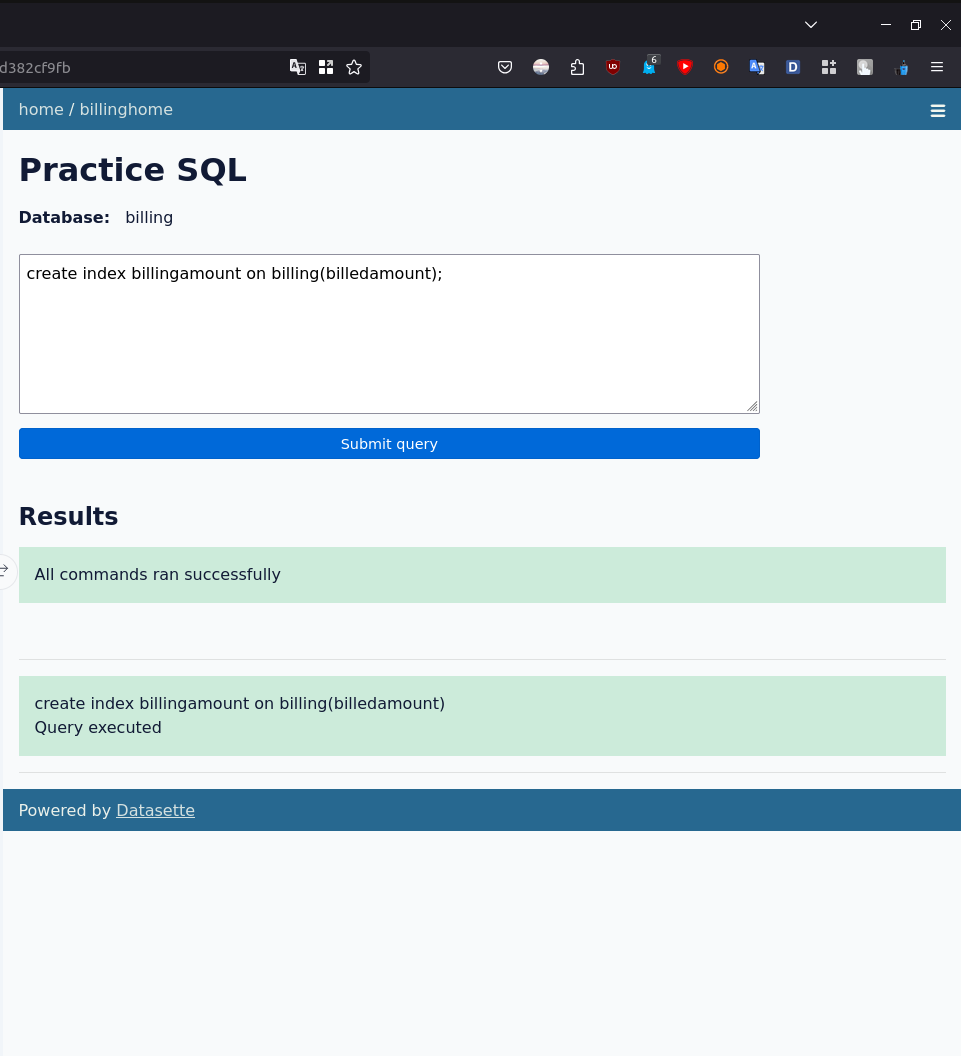 d382cf9fb
6
home / billinghome
Practice SQL
Database: billing
create index billingamount on billing(billedamount);
Submit query
Results
All commands ran successfully
create index billingamount on billing(billedamount)
Query executed
Powered by Datasette